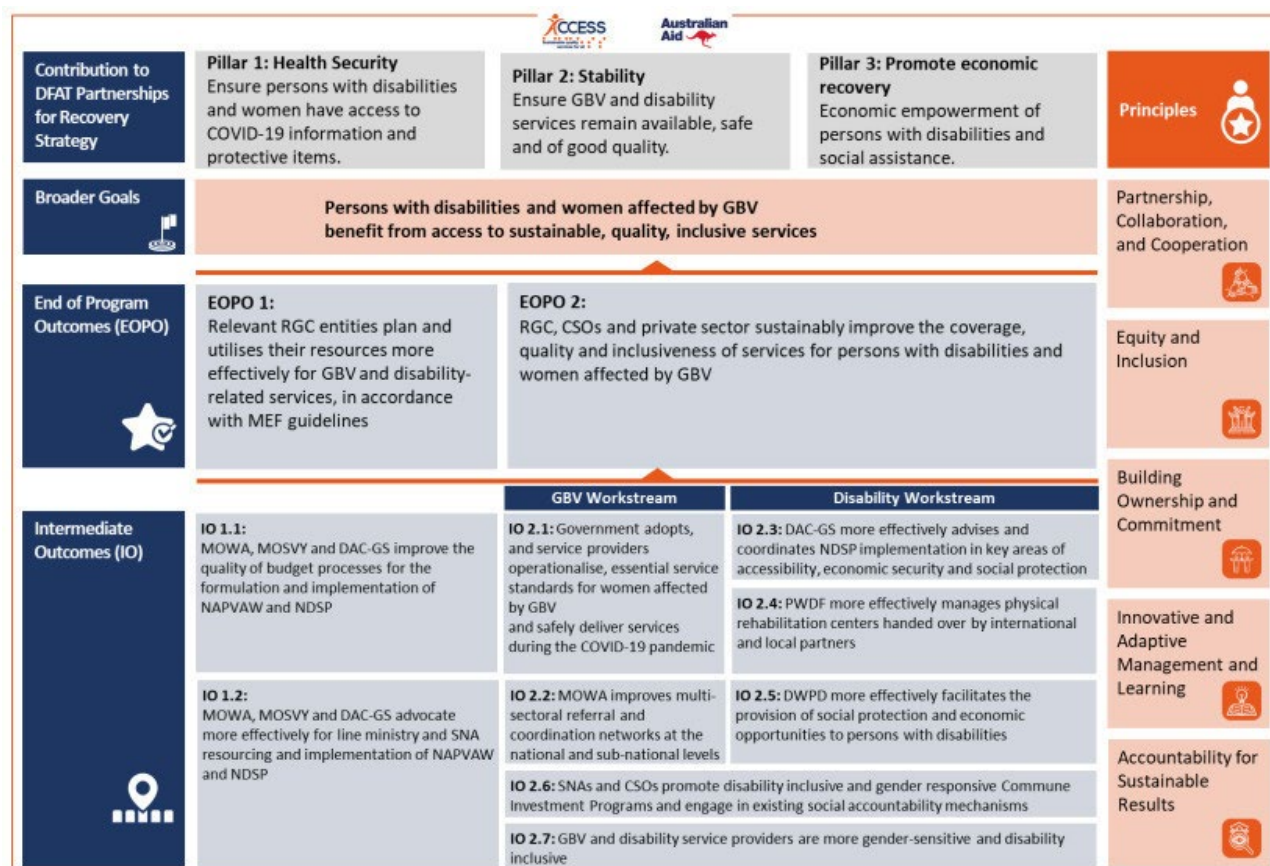 ACCESS
Australian
Aid
Contribution to
DFAT Partnerships
for Recovery
Strategy
Pillar 1: Health Security
Ensure persons with disabilities
and women have access to
COVID-19 information and
protective items.
Pillar 2: Stability
Ensure GBV and disability
services remain available, safe
and of good quality.
Pillar 3: Promote economic
recovery
Economic empowerment of
persons with disabilities and
social assistance.
Principles
Broader Goals
Persons with disabilities and women affected by GBV
benefit from access to sustainable, quality, inclusive services
Partnership,
Collaboration,
and Cooperation
End of Program
Outcomes (EOPO)
EOPO 1:
Relevant RGC entities plan and
utilises their resources more
effectively for GBV and disability-
related services, in accordance
with MEF guidelines
EOPO 2:
RGC, CSOs and private sector sustainably improve the coverage,
quality and inclusiveness of services for persons with disabilities and
women affected by GBV
Equity and
Inclusion
Building
Ownership and
Commitment
GBV Workstream
Disability Workstream
Intermediate
Outcomes (IO)
IO 1.1:
MOWA, MOSVY and DAC-GS improve the
quality of budget processes for the
formulation and implementation of
NAPVAW and NDSP
IO 2.1: Government adopts,
and service providers
operationalise, essential service
standards for women affected
by GBV
and safely deliver services
during the COVID-19 pandemic
IO 2.3: DAC-GS more effectively advises and
coordinates NDSP implementation in key areas of
accessibility, economic security and social protection
IO 2.4: PWDF more effectively manages physical
rehabilitation centers handed over by international
and local partners
Innovative and
Adaptive
Management and
Learning
IO 1.2:
MOWA, MOSVY and DAC-GS advocate
more effectively for line ministry and SNA
resourcing and implementation of NAPVAW
and NDSP
IO 2.2: MOWA improves multi-
sectoral referral and
coordination networks at the
national and sub-national levels
IO 2.5: DWPD more effectively facilitates the
provision of social protection and economic
opportunities to persons with disabilities
IO 2.6: SNAs and CSOs promote disability inclusive and gender responsive Commune
Investment Programs and engage in existing social accountability mechanisms
IO 2.7: GBV and disability service providers are more gender-sensitive and disability
inclusive
Accountability for
Sustainable
Results